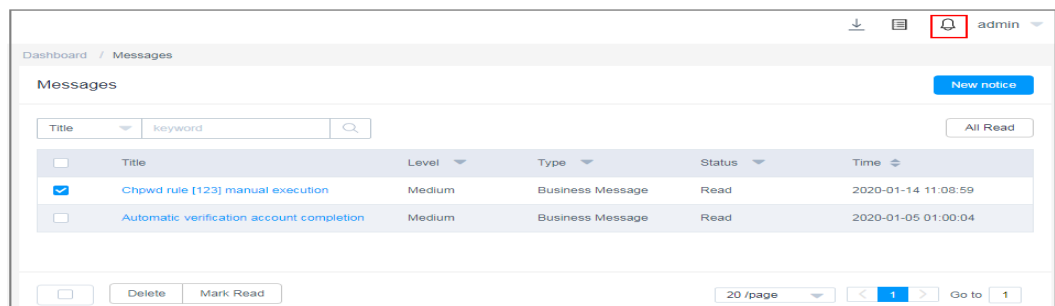 admin
Dashboard / Messages
Messages
New notice
Title keyword
All Read
Title Level Type Status Time
Chpwd rule [123] manual execution Medium Business Message Read 2020-01-14 11:08:59
Automatic verification account completion Medium Business Message Read 2020-01-05 01:00:04
Delete Mark Read 20 /page < 1 > Go to 1